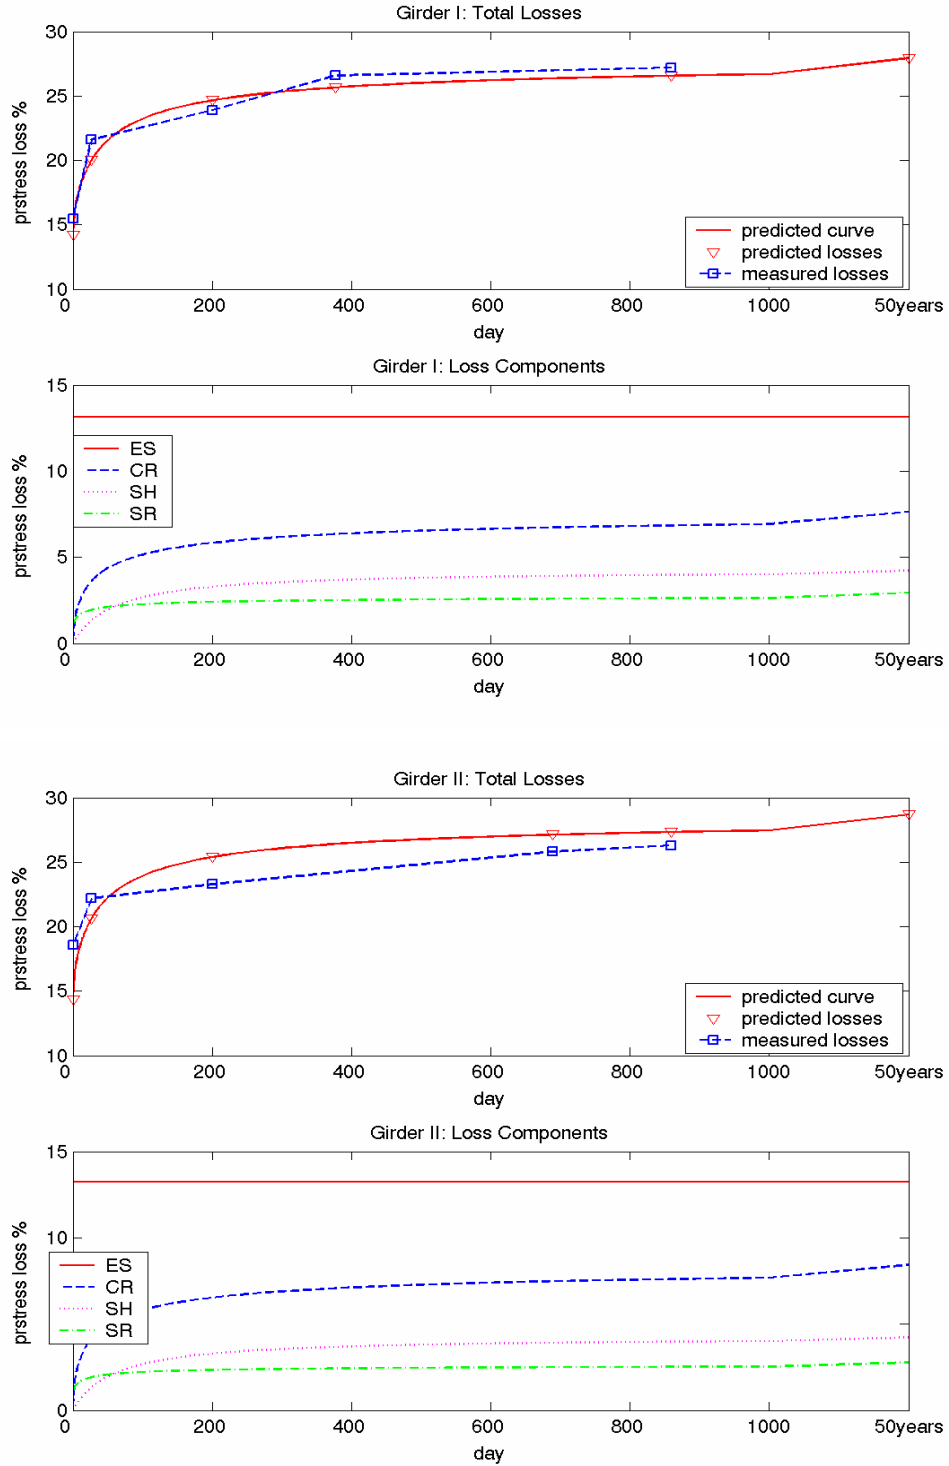 Girder I: Total Losses
30
25
20
15
10
prstress loss %
predicted curve
predicted losses
measured losses
0 200 400 600 800 1000 50years
day
Girder I: Loss Components
15
10
5
0
prstress loss %
ES
CR
SH
SR
0 200 400 600 800 1000 50years
day
Girder II: Total Losses
30
25
20
15
10
prstress loss %
predicted curve
predicted losses
measured losses
0 200 400 600 800 1000 50years
day
Girder II: Loss Components
15
10
0
prstress loss %
ES
CR
SH
SR
0 200 400 600 800 1000 50years
day